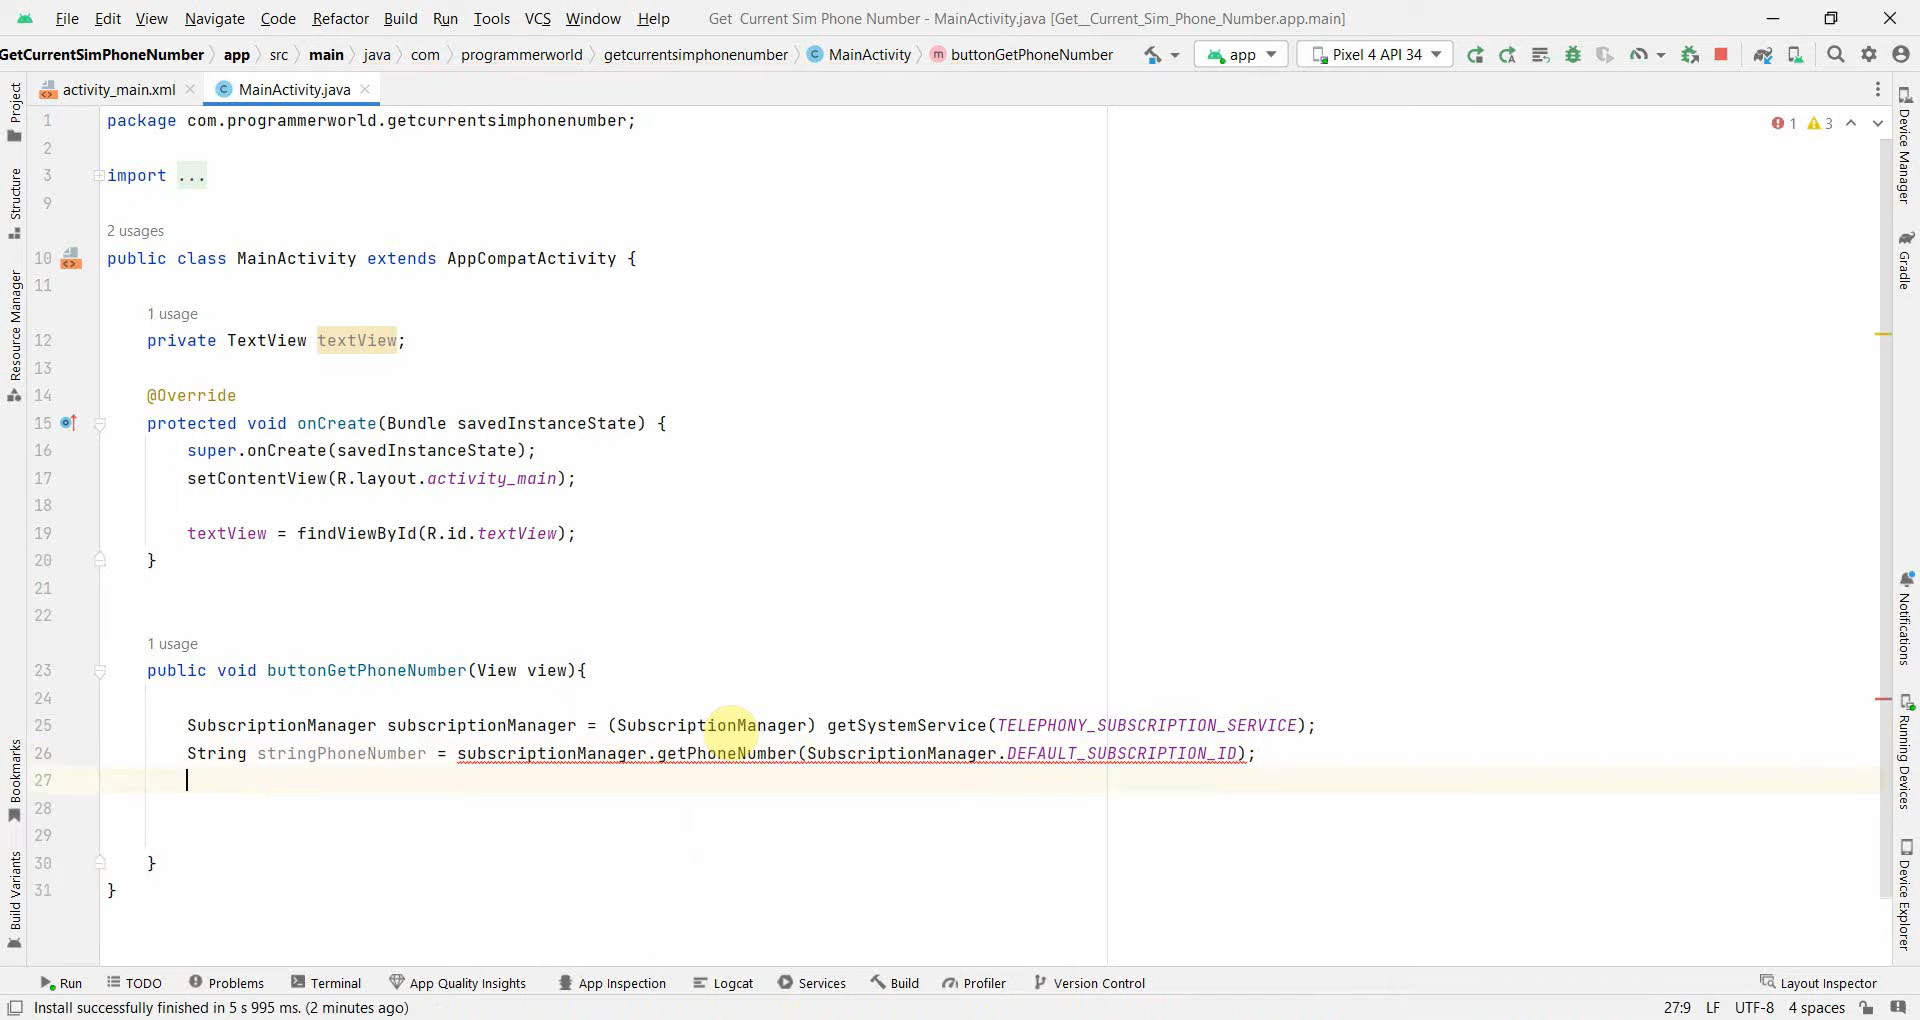 File Edit View Navigate Code Refactor Build Run Tools VCS Window Help Get Current Sim Phone Number - MainActivity.java [Get__Current_Sim_Phone_Number.app.main]
GetCurrentSimPhoneNumber app src main java com programmerworld getcurrentsimphonenumber MainActivity buttonGetPhoneNumber app Pixel 4 API 34
activity_main.xml MainActivity.java
1 package com.programmerworld.getcurrentsimphonenumber; 1 3
2
3 import ...
9
2 usages
10 public class MainActivity extends AppCompatActivity {
11
1 usage
12 private TextView textView;
13
14 @Override
15 protected void onCreate(Bundle savedInstanceState) {
16 super.onCreate(savedInstanceState);
17 setContentView(R.layout.activity_main);
18
19 textView = findViewById(R.id.textView);
20 }
21
22
1 usage
23 public void buttonGetPhoneNumber(View view){
24
25 SubscriptionManager subscriptionManager = (SubscriptionManager) getSystemService(TELEPHONY_SUBSCRIPTION_SERVICE);
26 String stringPhoneNumber = subscriptionManager.getPhoneNumber(SubscriptionManager.DEFAULT_SUBSCRIPTION_ID);
27
28
29
30 }
31 }
Project
Structure
Resource Manager
Bookmarks
Build Variants
Device Manager
Gradle
Notifications
Running Devices
Device Explorer
Run TODO Problems Terminal App Quality Insights App Inspection Logcat Services Build Profiler Version Control Layout Inspector
Install successfully finished in 5 s 995 ms. (2 minutes ago) 27:9 LF UTF-8 4 spaces